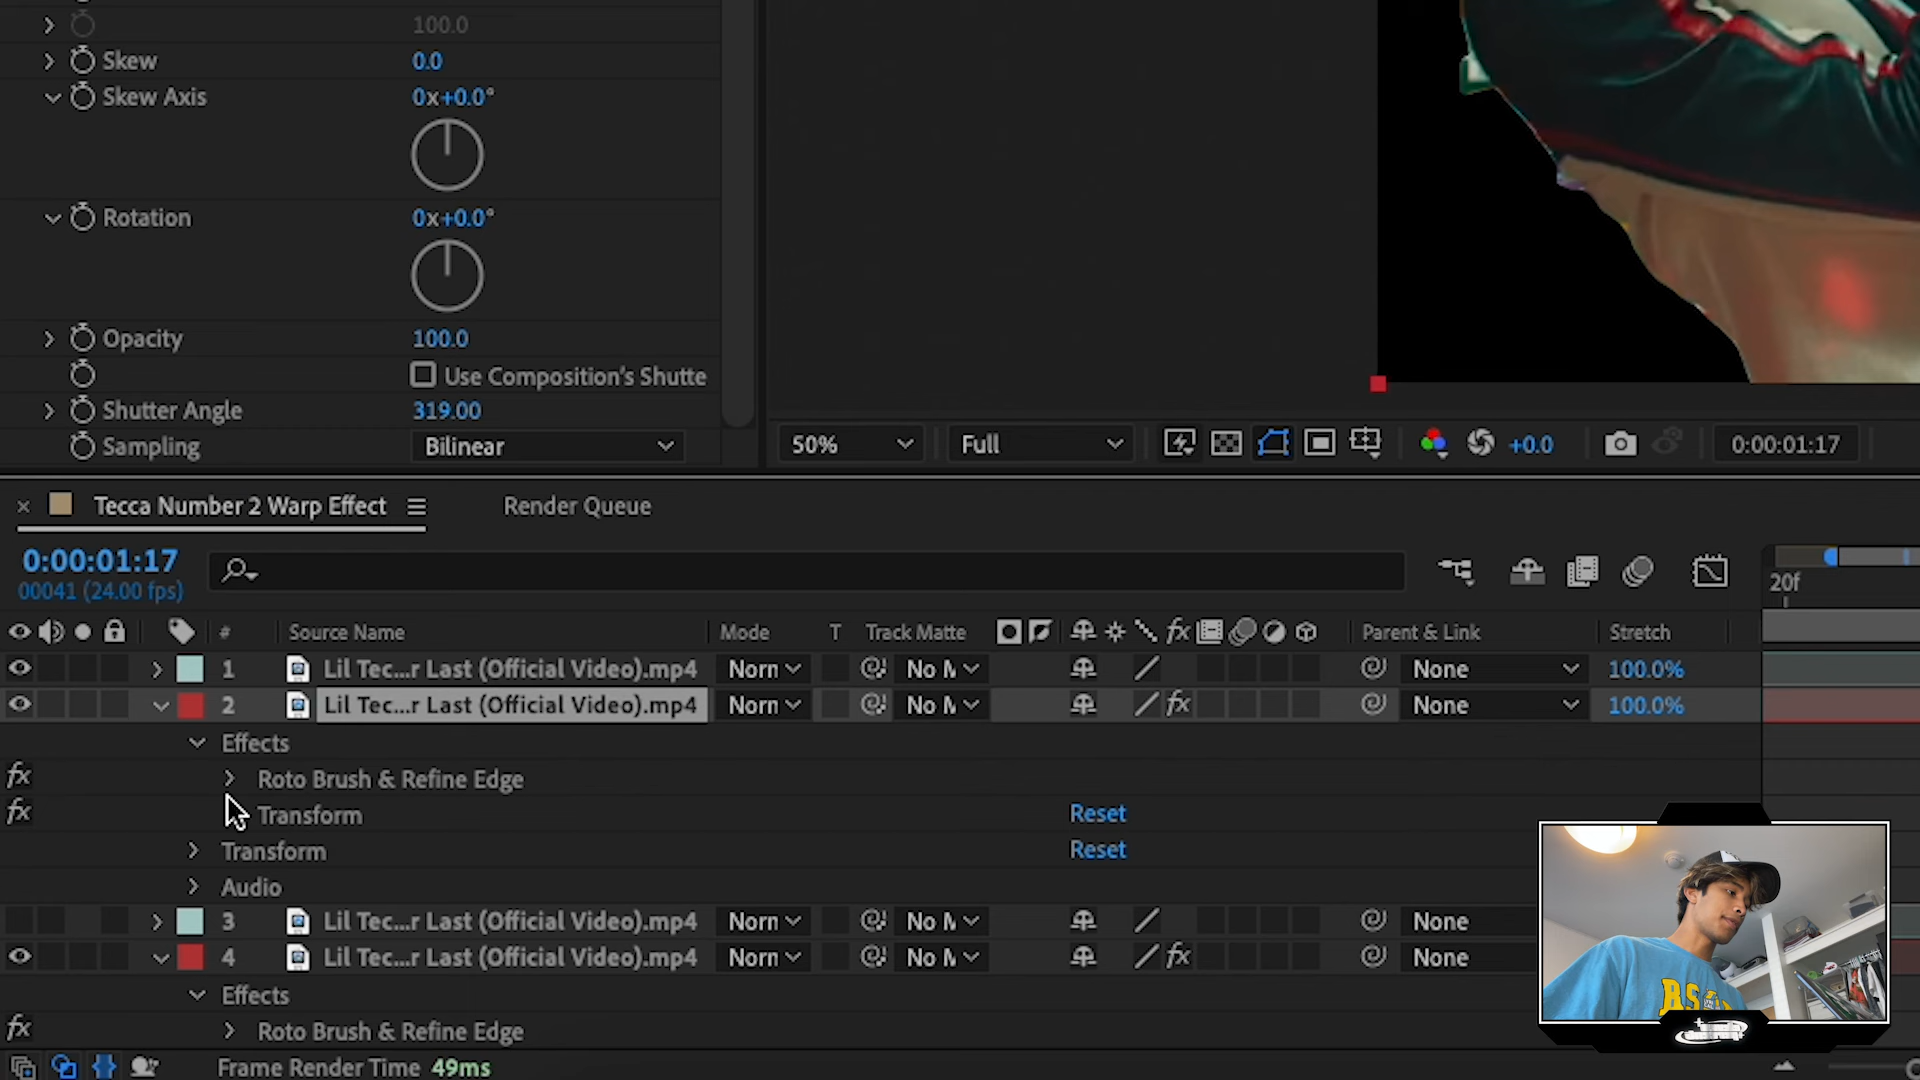 100.0
Skew 0.0
Skew Axis 0x+0.0°
Rotation 0x+0.0°
Opacity 100.0
Use Composition's Shutte
Shutter Angle 319.00
Sampling Bilinear
50% Full +0.0 0:00:01:17
× Tecca Number 2 Warp Effect Render Queue
0:00:01:17
00041 (24.00 fps)
20f
# Source Name Mode T Track Matte fx Parent & Link Stretch
1 Lil Tec...r Last (Official Video).mp4 Norn No M None 100.0%
2 Lil Tec...r Last (Official Video).mp4 Norn No M fx None 100.0%
Effects
fx Roto Brush & Refine Edge
fx Transform Reset
Transform Reset
Audio
3 Lil Tec...r Last (Official Video).mp4 Norn No M None
4 Lil Tec...r Last (Official Video).mp4 Norn No M fx None
Effects
fx Roto Brush & Refine Edge
Frame Render Time 49ms